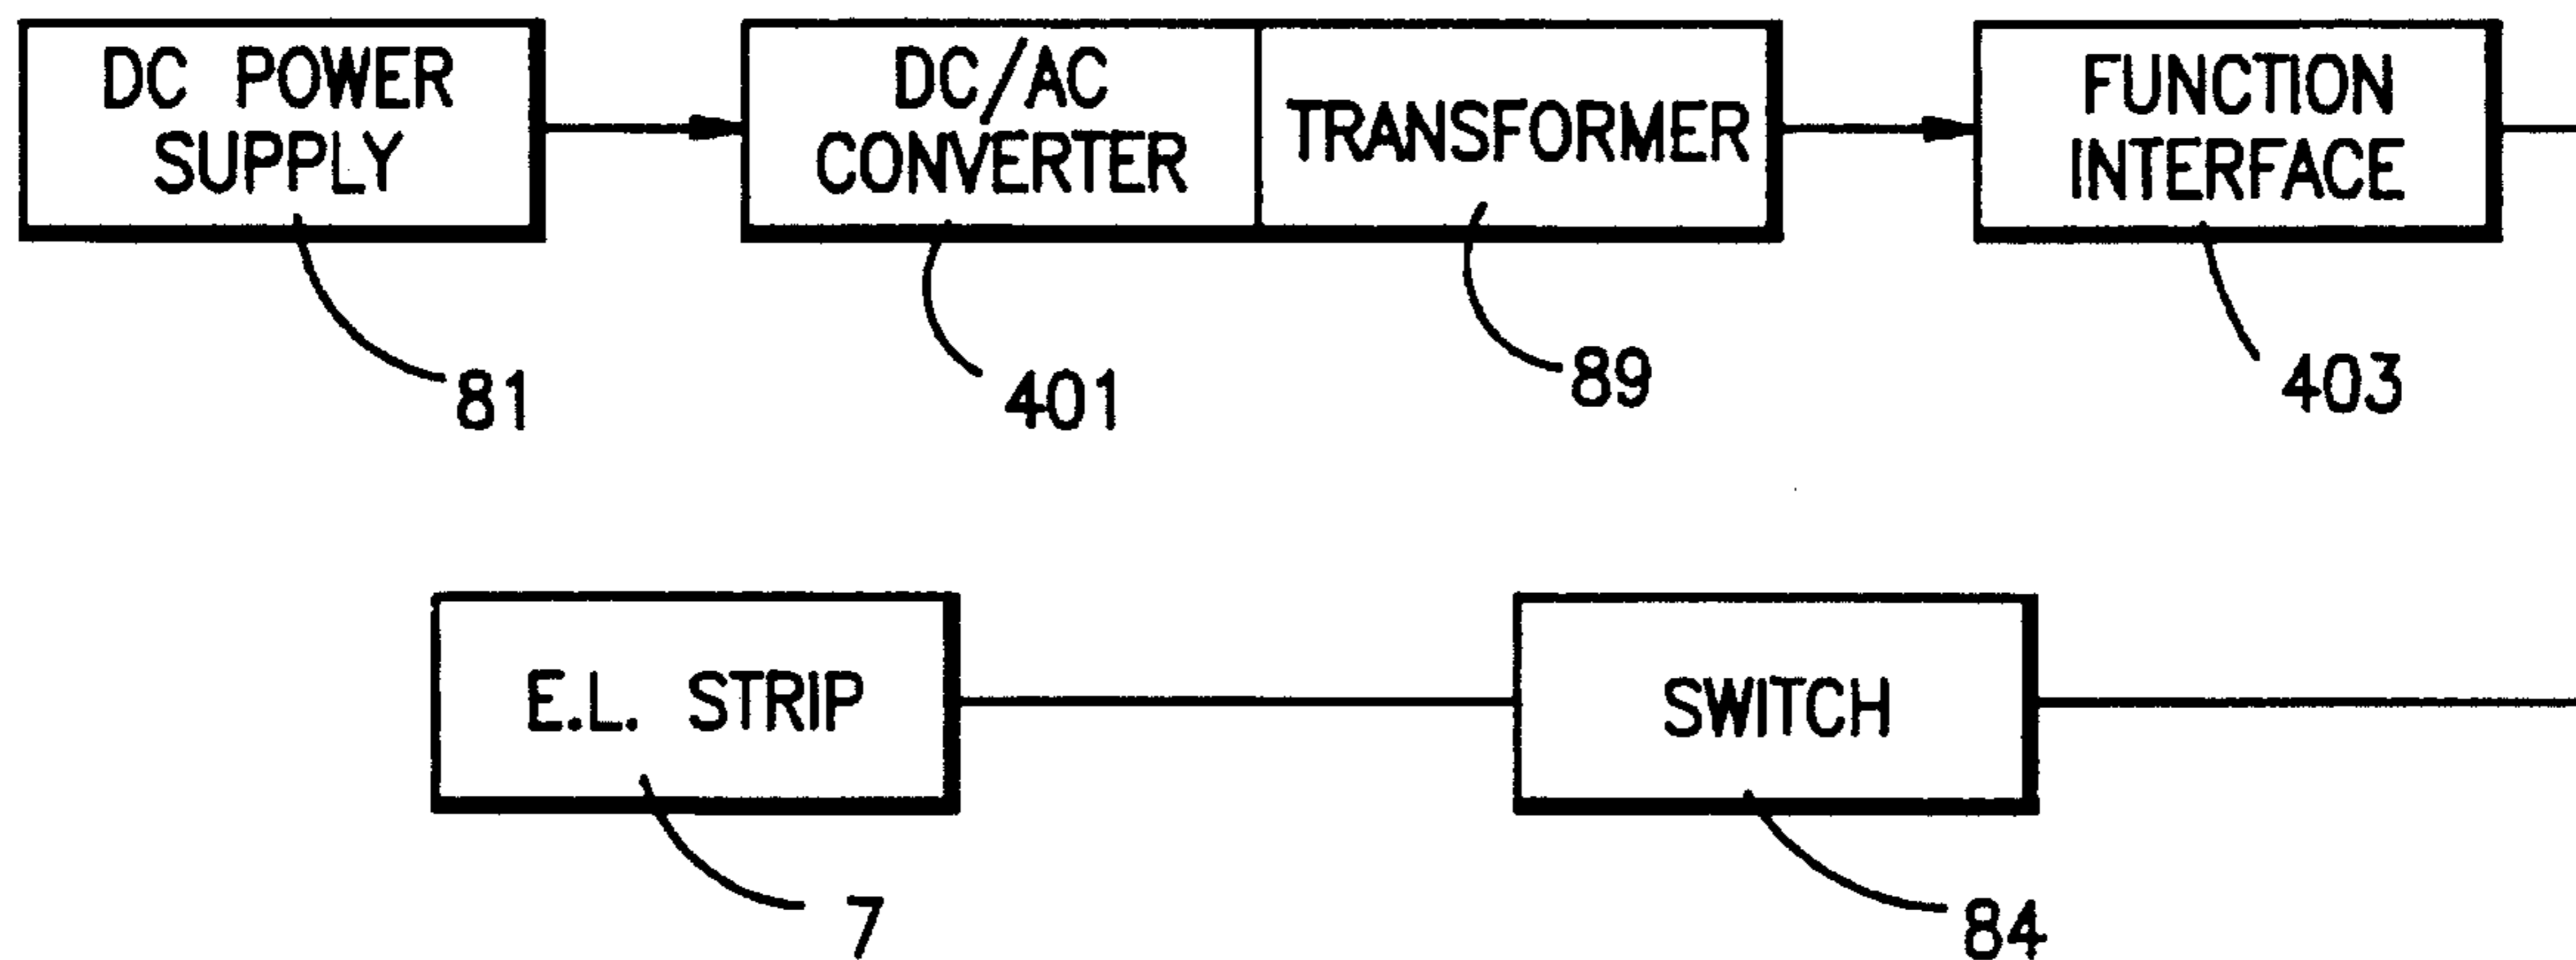 DC POWER
SUPPLY
DC/AC
CONVERTER
TRANSFORMER
FUNCTION
INTERFACE
81
401
89
403
E.L. STRIP
SWITCH
7
84